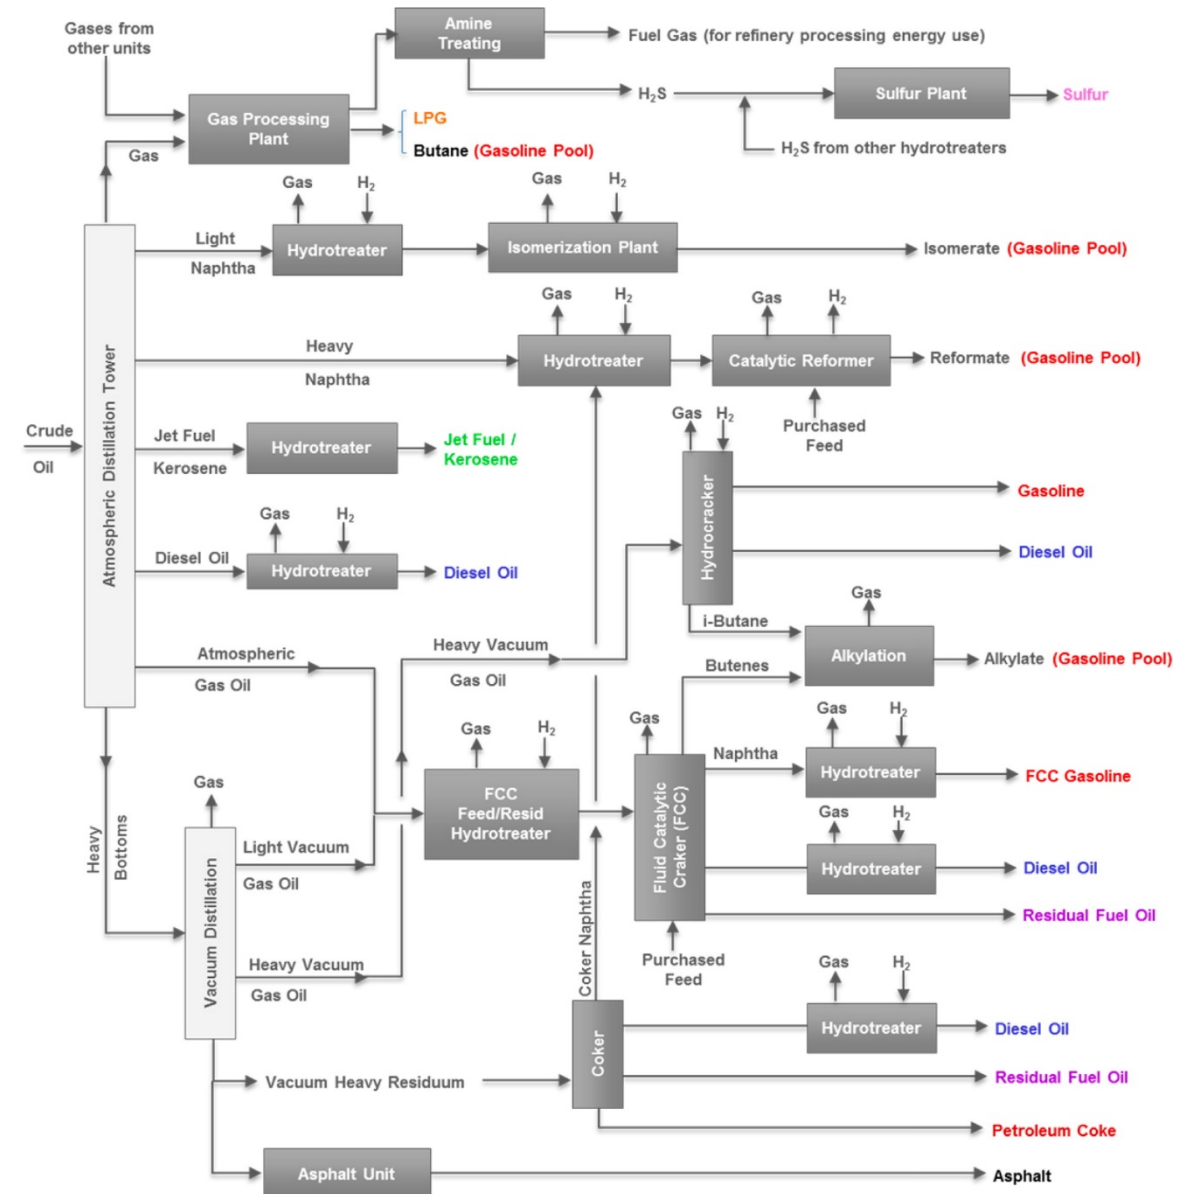 Gases from
other units
Amine
Treating
Fuel Gas (for refinery processing energy use)
H₂S
Sulfur Plant
Sulfur
Gas Processing
Plant
LPG
Butane (Gasoline Pool)
H₂S from other hydrotreaters
Gas
Gas
H₂
Gas
H₂
Light
Naphtha
Hydrotreater
Isomerization Plant
Isomerate (Gasoline Pool)
Gas
H₂
Gas
H₂
Heavy
Naphtha
Hydrotreater
Catalytic Reformer
Reformate (Gasoline Pool)
Purchased
Feed
Crude
Oil
Atmospheric Distillation Tower
Jet Fuel
Kerosene
Hydrotreater
Jet Fuel /
Kerosene
Gas
H₂
Hydrocracker
Gasoline
Diesel Oil
Gas
H₂
Diesel Oil
Hydrotreater
Diesel Oil
i-Butane
Butenes
Gas
Alkylation
Alkylate (Gasoline Pool)
Atmospheric
Gas Oil
Heavy Vacuum
Gas Oil
Gas
H₂
FCC
Feed/Resid
Hydrotreater
Gas
Fluid Catalytic
Craker (FCC)
Purchased
Feed
Naphtha
Gas
H₂
Hydrotreater
FCC Gasoline
Gas
H₂
Hydrotreater
Diesel Oil
Residual Fuel Oil
Heavy
Bottoms
Gas
Vacuum Distillation
Light Vacuum
Gas Oil
Heavy Vacuum
Gas Oil
Coker Naphtha
Coker
Gas
H₂
Hydrotreater
Diesel Oil
Residual Fuel Oil
Vacuum Heavy Residuum
Petroleum Coke
Asphalt Unit
Asphalt